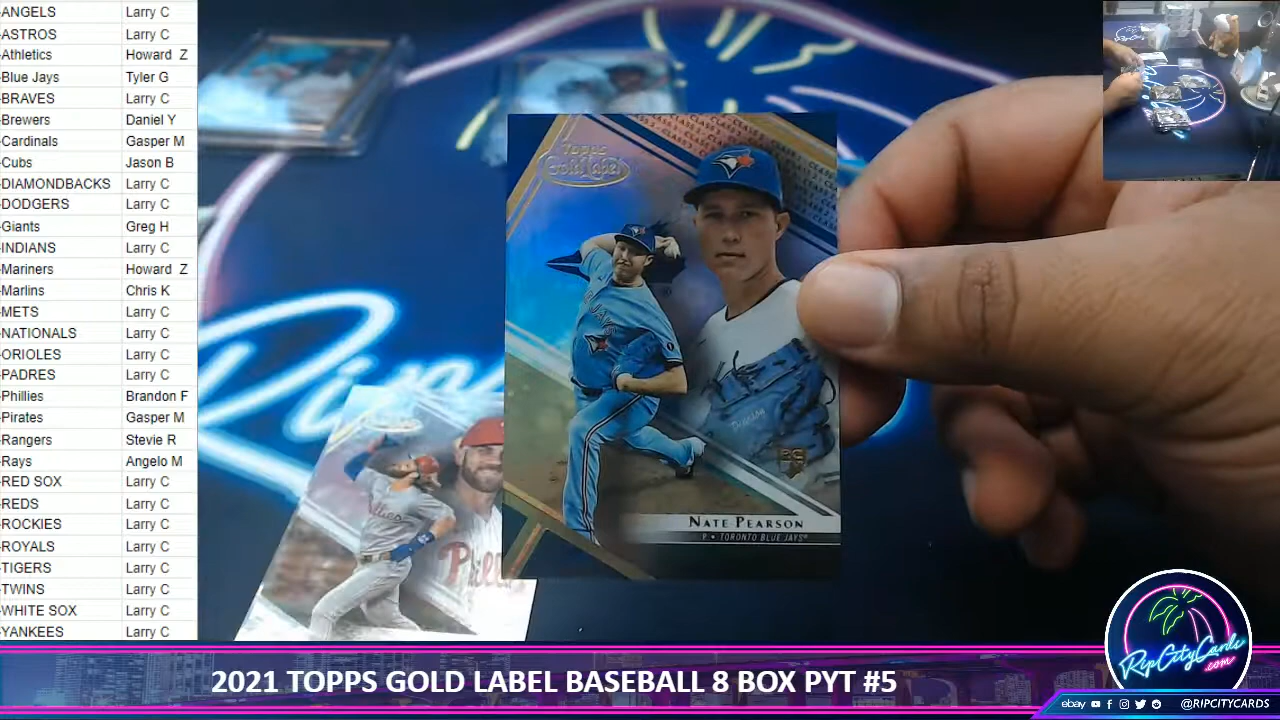 -ANGELS Larry C
-ASTROS Larry C
-Athletics Howard Z
-Blue Jays Tyler G
-BRAVES Larry C
-Brewers Daniel Y
-Cardinals Gasper M
-Cubs Jason B
-DIAMONDBACKS Larry C
-DODGERS Larry C
-Giants Greg H
-INDIANS Larry C
-Mariners Howard Z
-Marlins Chris K
-METS Larry C
-NATIONALS Larry C
-ORIOLES Larry C
-PADRES Larry C
-Phillies Brandon F
-Pirates Gasper M
-Rangers Stevie R
-Rays Angelo M
-RED SOX Larry C
-REDS Larry C
-ROCKIES Larry C
-ROYALS Larry C
-TIGERS Larry C
-TWINS Larry C
-WHITE SOX Larry C
-YANKEES Larry C
Topps
Gold Label
CLASS 3
RC
NATE PEARSON
P • TORONTO BLUE JAYS
Phillies
RipCityCards
.com
2021 TOPPS GOLD LABEL BASEBALL 8 BOX PYT #5
ebay @RIPCITYCARDS